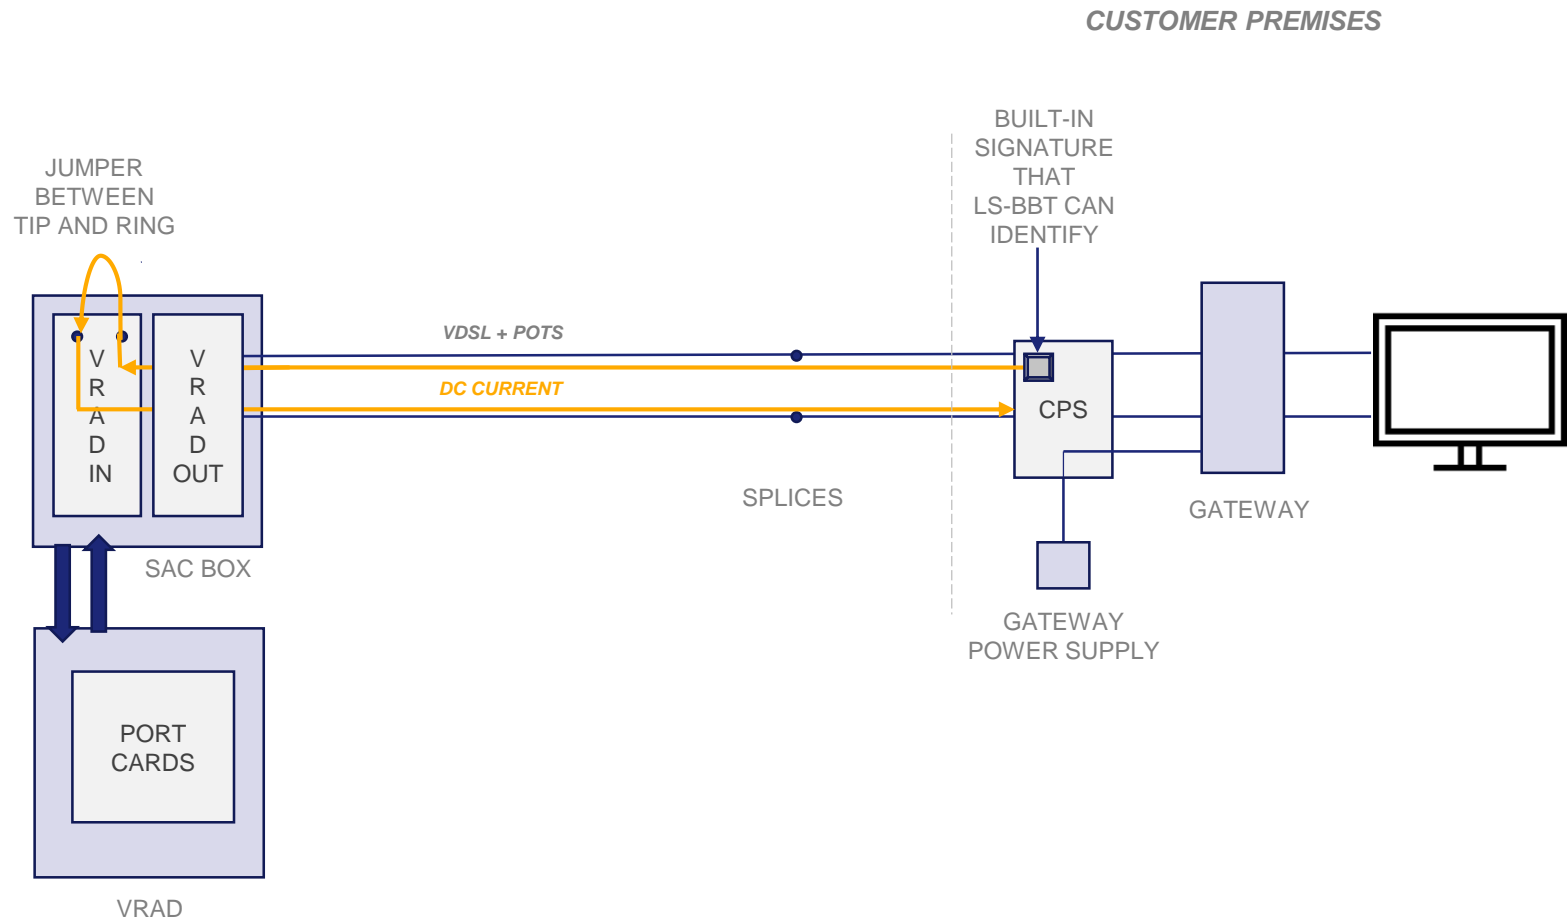 CUSTOMER PREMISES
BUILT-IN
SIGNATURE
THAT
LS-BBT CAN
IDENTIFY
JUMPER
BETWEEN
TIP AND RING
VDSL + POTS
DC CURRENT
V
R
A
D
IN
V
R
A
D
OUT
CPS
SPLICES
GATEWAY
SAC BOX
GATEWAY
POWER SUPPLY
PORT
CARDS
VRAD